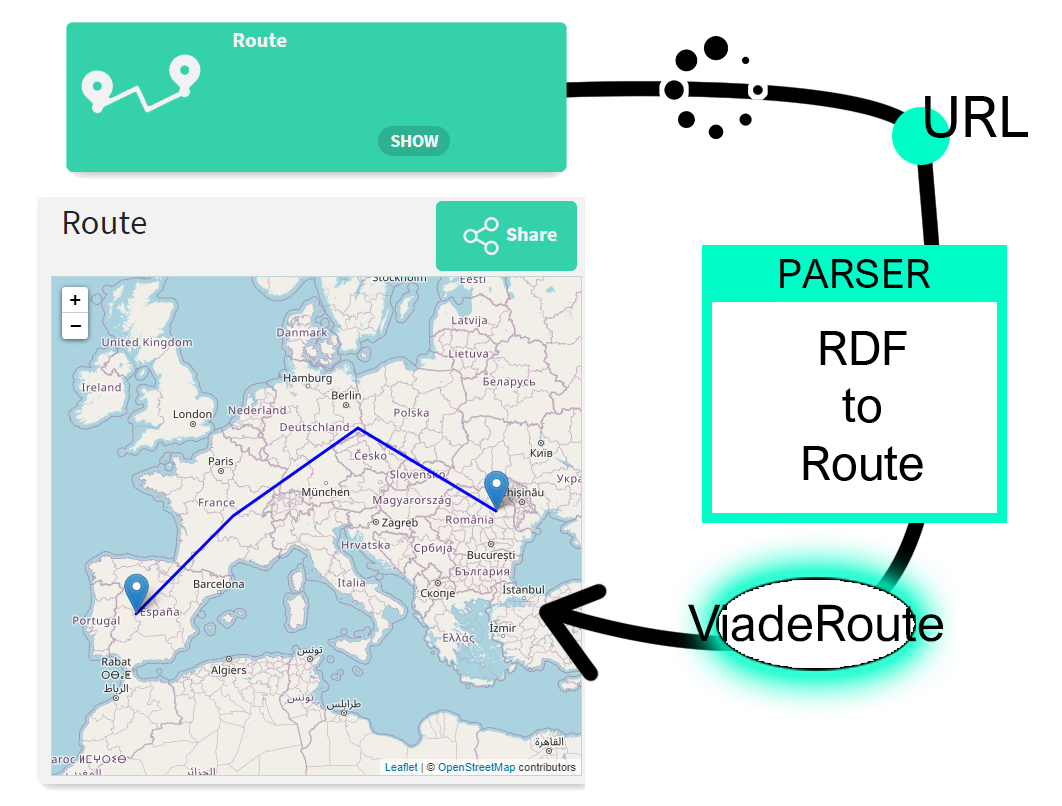 Route
SHOW
URL
PARSER
RDF
to
Route
ViadeRoute
Route
Share
+
−
Stockholm
Eesti
Latvija
Danmark
United Kingdom
Lietuva
Hamburg
Беларусь
Ireland
Berlin
London
Nederland
Polska
Deutschland
Київ
Česko
Paris
Slovensko
Укра
München
Chișinău
France
Magyarország
România
Zagreb
Hrvatska
Србија
București
България
Barcelona
Italia
Скопје
İstanbul
España
Portugal
İzmir
Ελλάς
تونس
Rabat
ⵔⴱⴰⵟ
الرباط
Algiers
تونس
طرابلس
القاهرة
aroc ⵍⵎⵖⵔⵉⴱ
الجزائر
Leaflet | © OpenStreetMap contributors